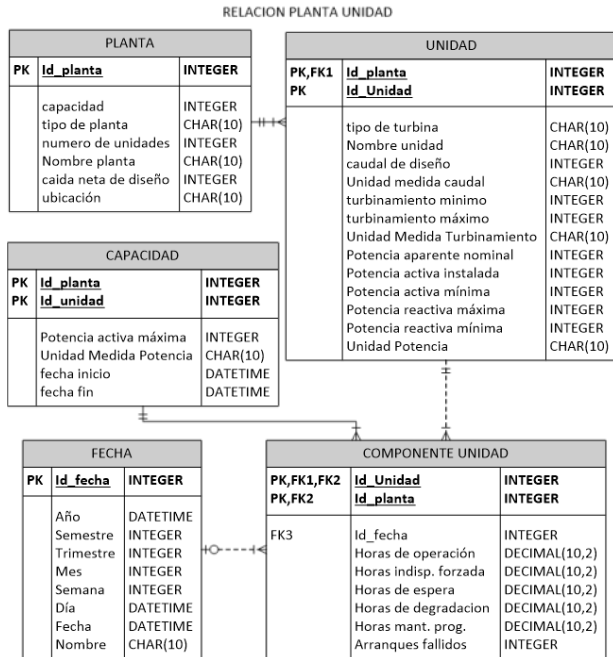 RELACION PLANTA UNIDAD
PLANTA
PK Id_planta INTEGER
capacidad INTEGER
tipo de planta CHAR(10)
numero de unidades INTEGER
Nombre planta CHAR(10)
caida neta de diseño INTEGER
ubicación CHAR(10)
UNIDAD
PK,FK1 Id_planta INTEGER
PK Id_Unidad INTEGER
tipo de turbina CHAR(10)
Nombre unidad CHAR(10)
caudal de diseño INTEGER
Unidad medida caudal CHAR(10)
turbinamiento minimo INTEGER
turbinamiento máximo INTEGER
Unidad Medida Turbinamiento CHAR(10)
Potencia aparente nominal INTEGER
Potencia activa instalada INTEGER
Potencia activa mínima INTEGER
Potencia reactiva máxima INTEGER
Potencia reactiva mínima INTEGER
Unidad Potencia CHAR(10)
CAPACIDAD
PK Id_planta INTEGER
PK Id_unidad INTEGER
Potencia activa máxima INTEGER
Unidad Medida Potencia CHAR(10)
fecha inicio DATETIME
fecha fin DATETIME
FECHA
PK Id_fecha INTEGER
Año DATETIME
Semestre INTEGER
Trimestre INTEGER
Mes INTEGER
Semana INTEGER
Día DATETIME
Fecha DATETIME
Nombre CHAR(10)
COMPONENTE UNIDAD
PK,FK1,FK2 Id_Unidad INTEGER
PK,FK2 Id_planta INTEGER
FK3 Id_fecha INTEGER
Horas de operación DECIMAL(10,2)
Horas indisp. forzada DECIMAL(10,2)
Horas de espera DECIMAL(10,2)
Horas de degradacion DECIMAL(10,2)
Horas mant. prog. DECIMAL(10,2)
Arranques fallidos INTEGER